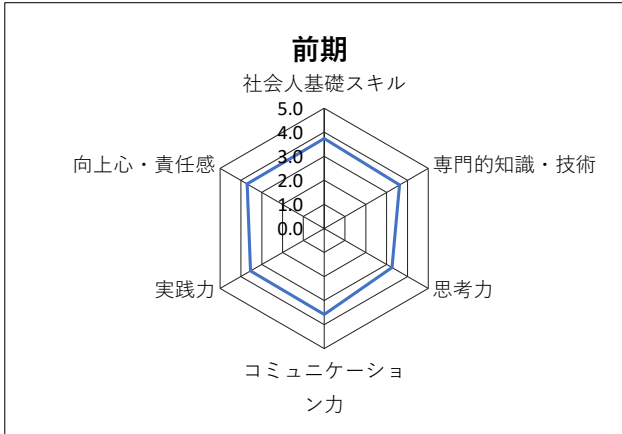 前期
社会人基礎スキル
5.0
4.0
3.0
2.0
1.0
0.0
専門的知識・技術
思考力
コミュニケーショ
ン力
実践力
向上心・責任感